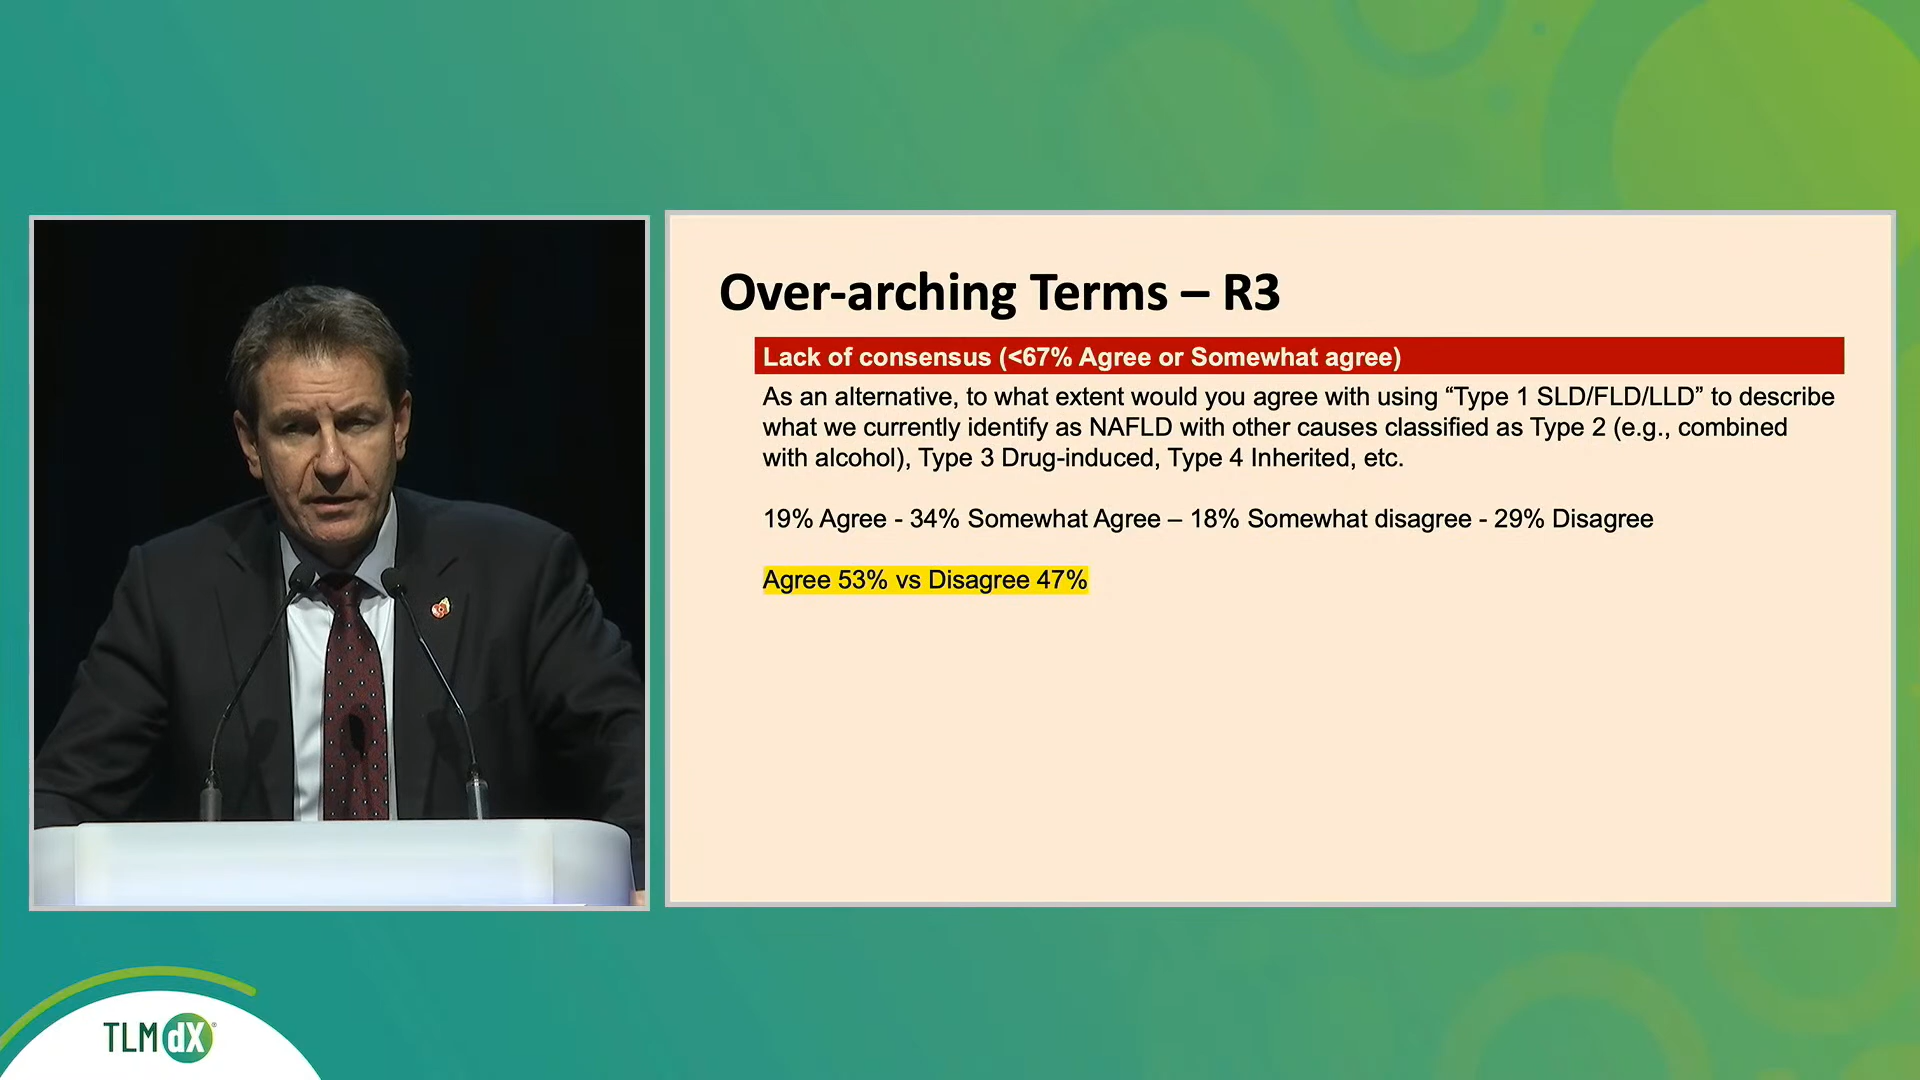 Over-arching Terms – R3
Lack of consensus (<67% Agree or Somewhat agree)
As an alternative, to what extent would you agree with using “Type 1 SLD/FLD/LLD” to describe
what we currently identify as NAFLD with other causes classified as Type 2 (e.g., combined
with alcohol), Type 3 Drug-induced, Type 4 Inherited, etc.
19% Agree - 34% Somewhat Agree – 18% Somewhat disagree - 29% Disagree
Agree 53% vs Disagree 47%
TLM dX®